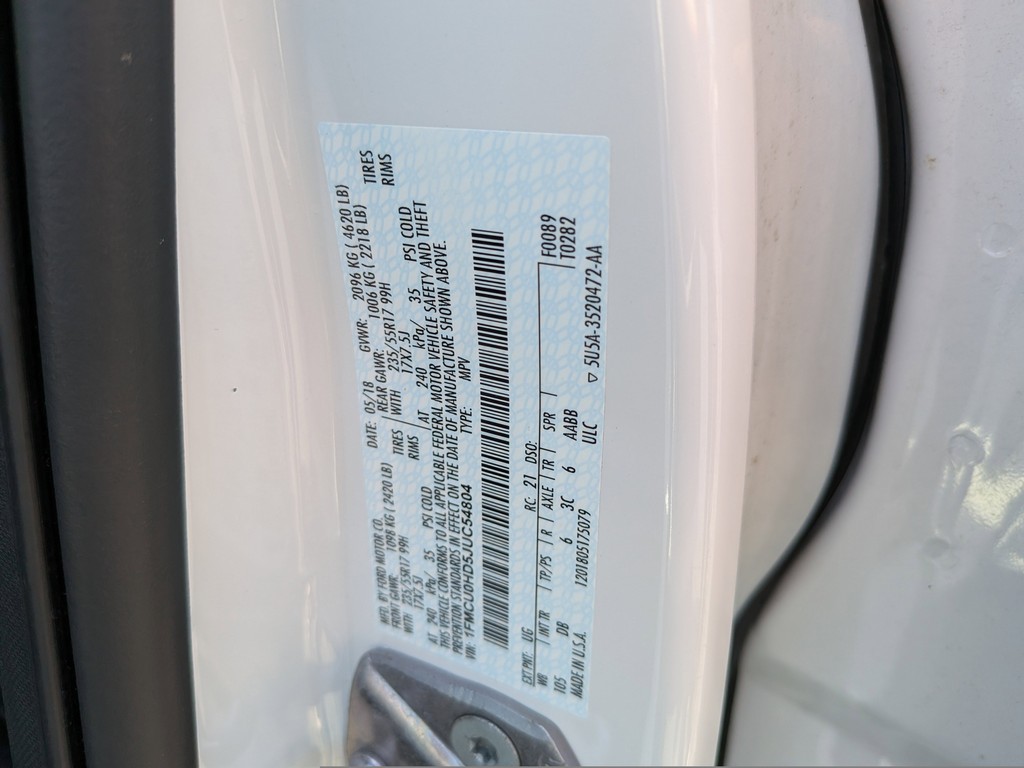 MFD. BY FORD MOTOR CO.
DATE: 05/18 GVWR: 2096 KG ( 4620 LB)
FRONT GAWR: 1098 KG ( 2420 LB) REAR GAWR: 1006 KG ( 2218 LB)
WITH 235/55R17 99H TIRES WITH 235/55R17 99H TIRES
17X7.5J RIMS 17X7.5J RIMS
AT 240 kPa/ 35 PSI COLD AT 240 kPa/ 35 PSI COLD
THIS VEHICLE CONFORMS TO ALL APPLICABLE FEDERAL MOTOR VEHICLE SAFETY AND THEFT
PREVENTION STANDARDS IN EFFECT ON THE DATE OF MANUFACTURE SHOWN ABOVE.
VIN: 1FMCU0HD5JUC54804 TYPE: MPV
EXT PNT: UG RC: 21 DSO: F0089
WB INT TR TP/PS R AXLE TR SPR T0282
105 DB 6 3C 6 AABB
1201805175079 ULC
MADE IN U.S.A. ▽ 5U5A-3520472-AA